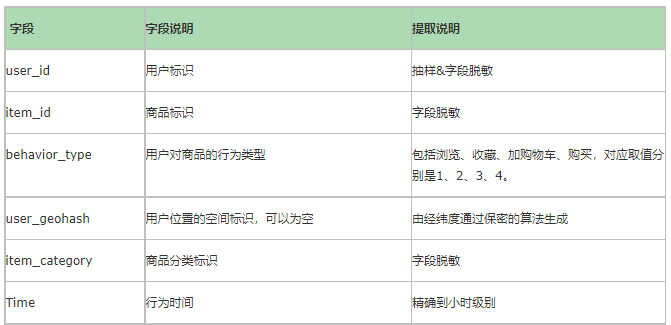 字段 字段说明 提取说明
user_id 用户标识 抽样&字段脱敏
item_id 商品标识 字段脱敏
behavior_type 用户对商品的行为类型 包括浏览、收藏、加购物车、购买，对应取值分
别是1、2、3、4。
user_geohash 用户位置的空间标识，可以为空 由经纬度通过保密的算法生成
item_category 商品分类标识 字段脱敏
Time 行为时间 精确到小时级别